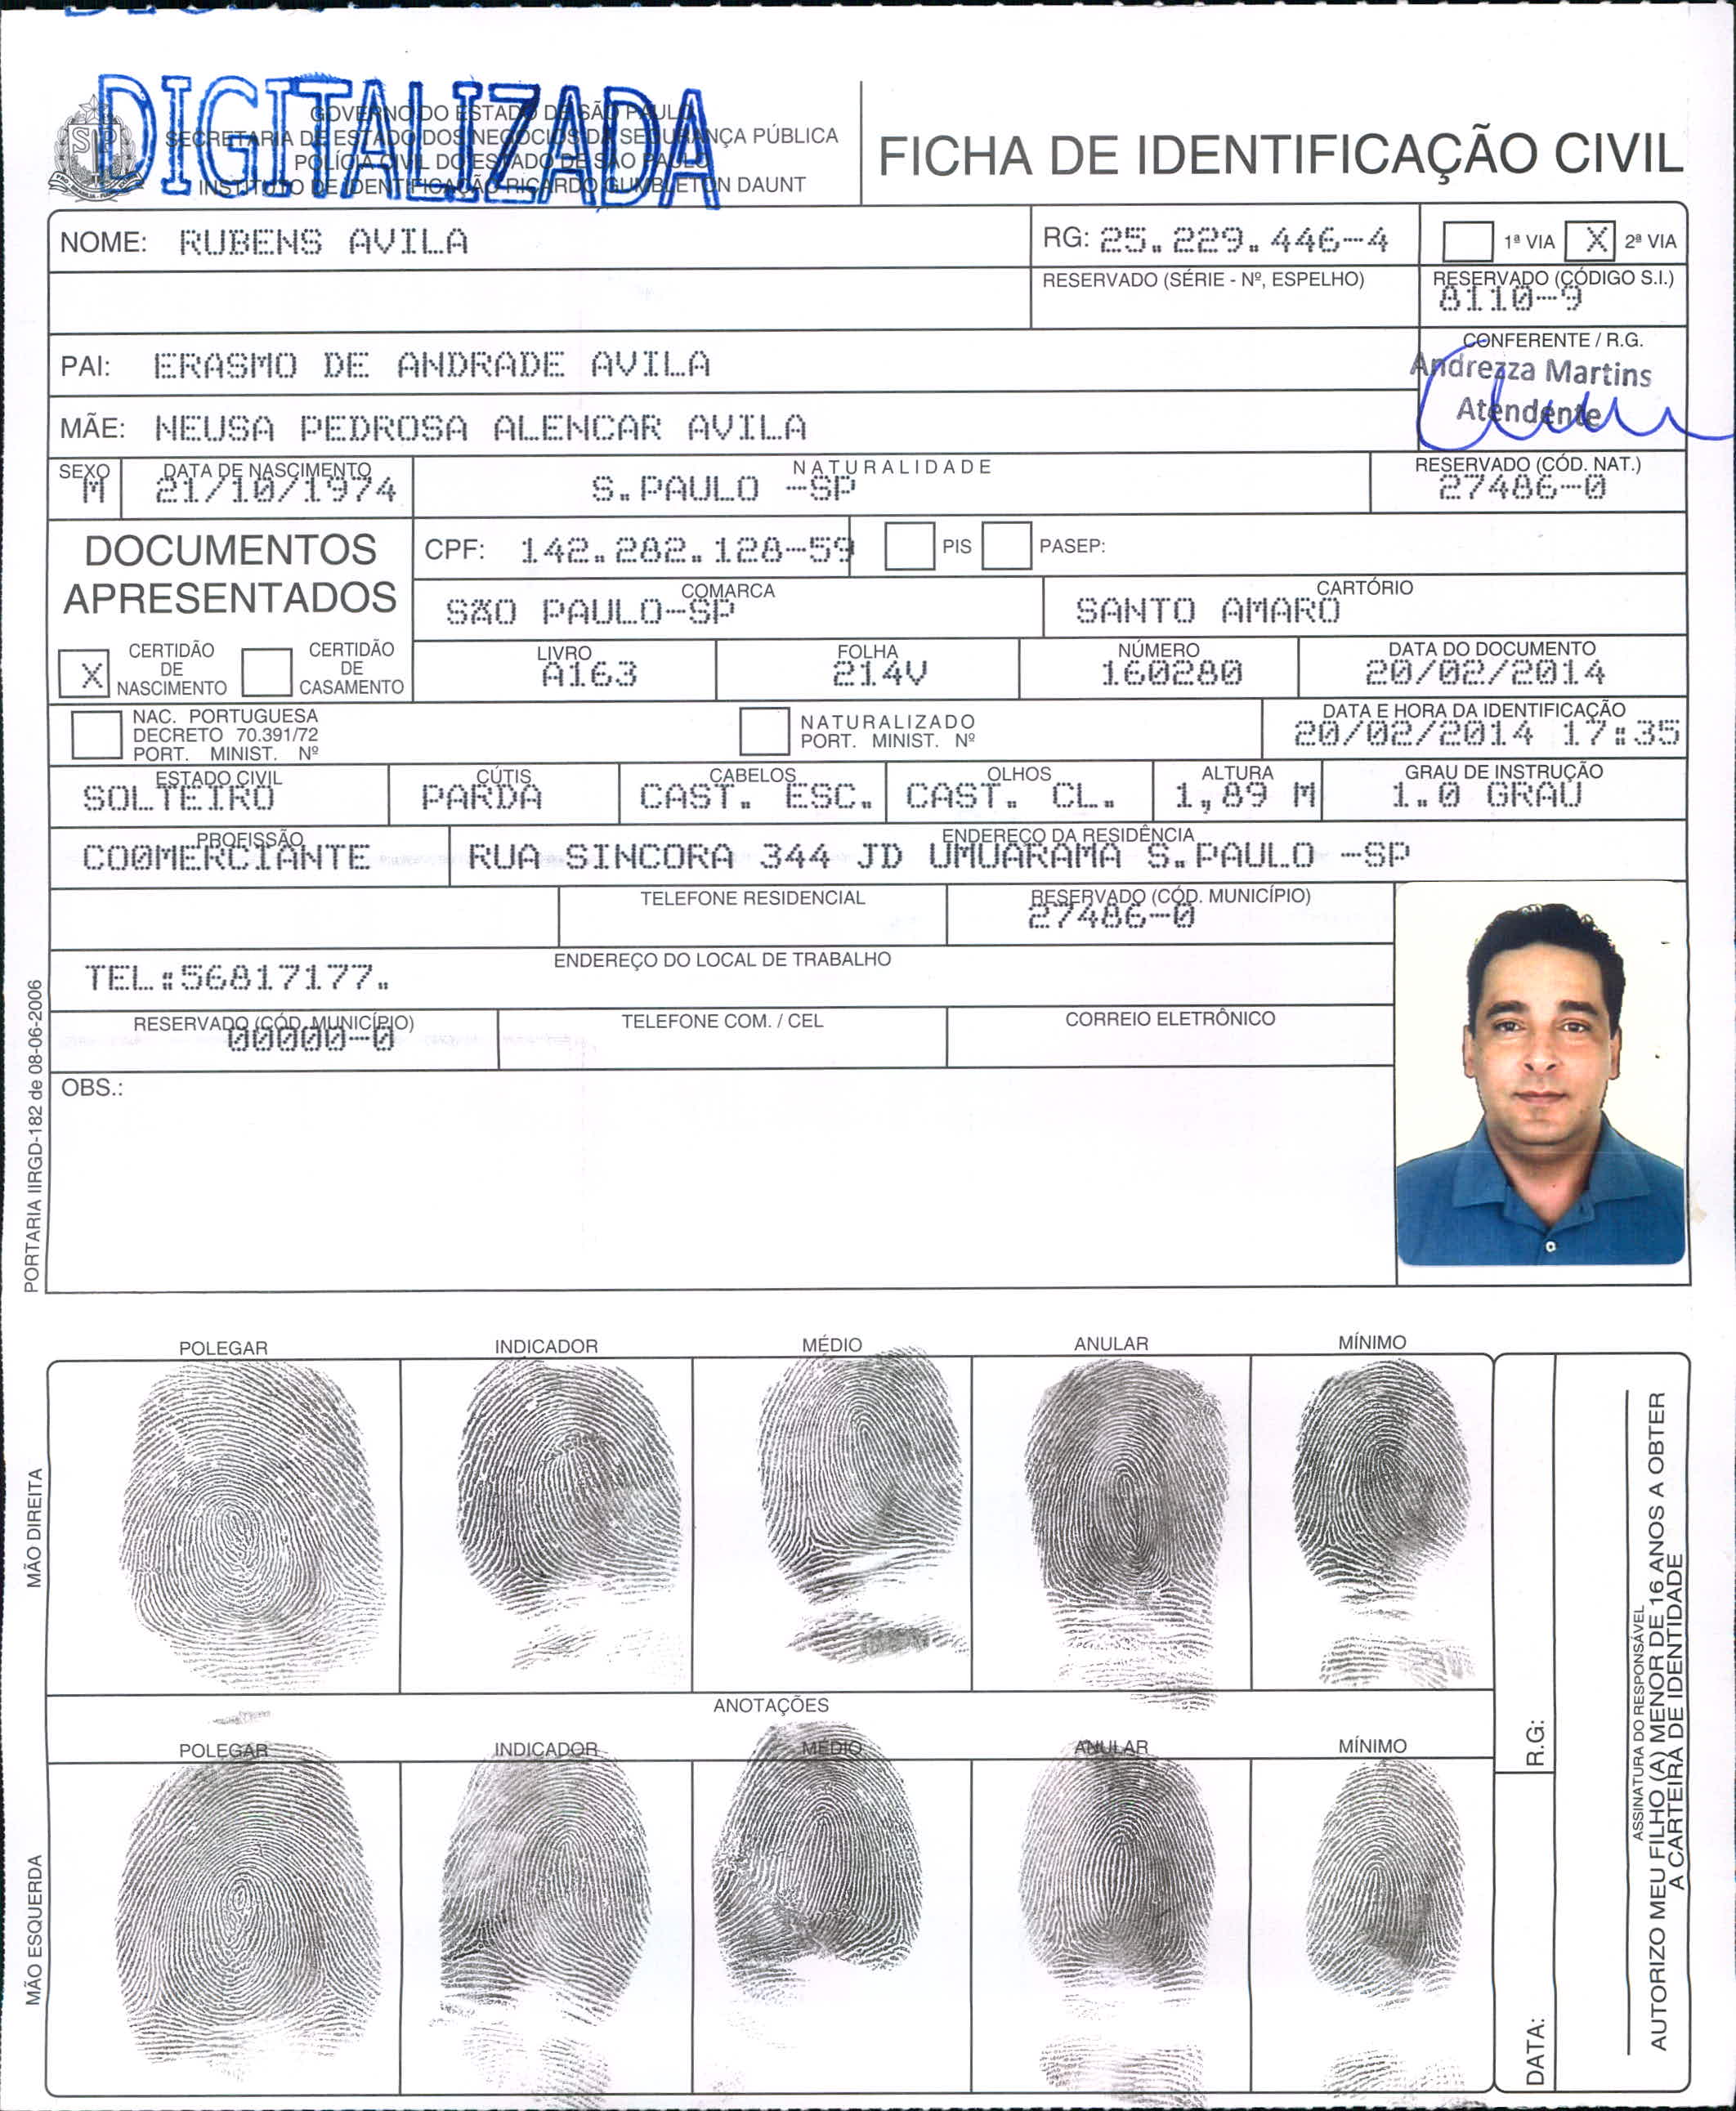 DIGITALIZADA
GOVERNO DO ESTADO DE SÃO PAULO
SECRETARIA DE ESTADO DOS NEGÓCIOS DA SEGURANÇA PÚBLICA
POLÍCIA CIVIL DO ESTADO DE SÃO PAULO
INSTITUTO DE IDENTIFICAÇÃO RICARDO GUMBLETON DAUNT
FICHA DE IDENTIFICAÇÃO CIVIL
NOME: RUBENS AVILA
RG: 25.229.446-4
1ª VIA X 2ª VIA
RESERVADO (SÉRIE - Nº, ESPELHO)
RESERVADO (CÓDIGO S.I.)
8110-9
PAI: ERASMO DE ANDRADE AVILA
CONFERENTE / R.G.
Andrezza Martins
Atendente
MÃE: NEUSA PEDROSA ALENCAR AVILA
SEXO
M
DATA DE NASCIMENTO
21/10/1974
NATURALIDADE
S.PAULO -SP
RESERVADO (CÓD. NAT.)
27486-0
DOCUMENTOS
APRESENTADOS
CPF: 142.282.128-59
PIS
PASEP:
COMARCA
SÃO PAULO-SP
CARTÓRIO
SANTO AMARO
X
CERTIDÃO
DE
NASCIMENTO
CERTIDÃO
DE
CASAMENTO
LIVRO
A163
FOLHA
214V
NÚMERO
160280
DATA DO DOCUMENTO
20/02/2014
NAC. PORTUGUESA
DECRETO 70.391/72
PORT. MINIST. Nº
NATURALIZADO
PORT. MINIST. Nº
DATA E HORA DA IDENTIFICAÇÃO
20/02/2014 17:35
ESTADO CIVIL
SOLTEIRO
CÚTIS
PARDA
CABELOS
CAST. ESC.
OLHOS
CAST. CL.
ALTURA
1,89 M
GRAU DE INSTRUÇÃO
1.0 GRAU
PROFISSÃO
CO0MERCIANTE
ENDEREÇO DA RESIDÊNCIA
RUA SINCORA 344 JD UMUARAMA S.PAULO -SP
TELEFONE RESIDENCIAL
RESERVADO (CÓD. MUNICÍPIO)
27486-0
ENDEREÇO DO LOCAL DE TRABALHO
TEL:56817177.
RESERVADO (CÓD. MUNICÍPIO)
00000-0
TELEFONE COM. / CEL
CORREIO ELETRÔNICO
OBS.:
PORTARIA IIRGD-182 de 08-06-2006
POLEGAR INDICADOR MÉDIO ANULAR MÍNIMO
MÃO DIREITA
ANOTAÇÕES
POLEGAR INDICADOR MÉDIO ANULAR MÍNIMO
MÃO ESQUERDA
R.G:
DATA:
ASSINATURA DO RESPONSÁVEL
AUTORIZO MEU FILHO (A) MENOR DE 16 ANOS A OBTER
A CARTEIRA DE IDENTIDADE